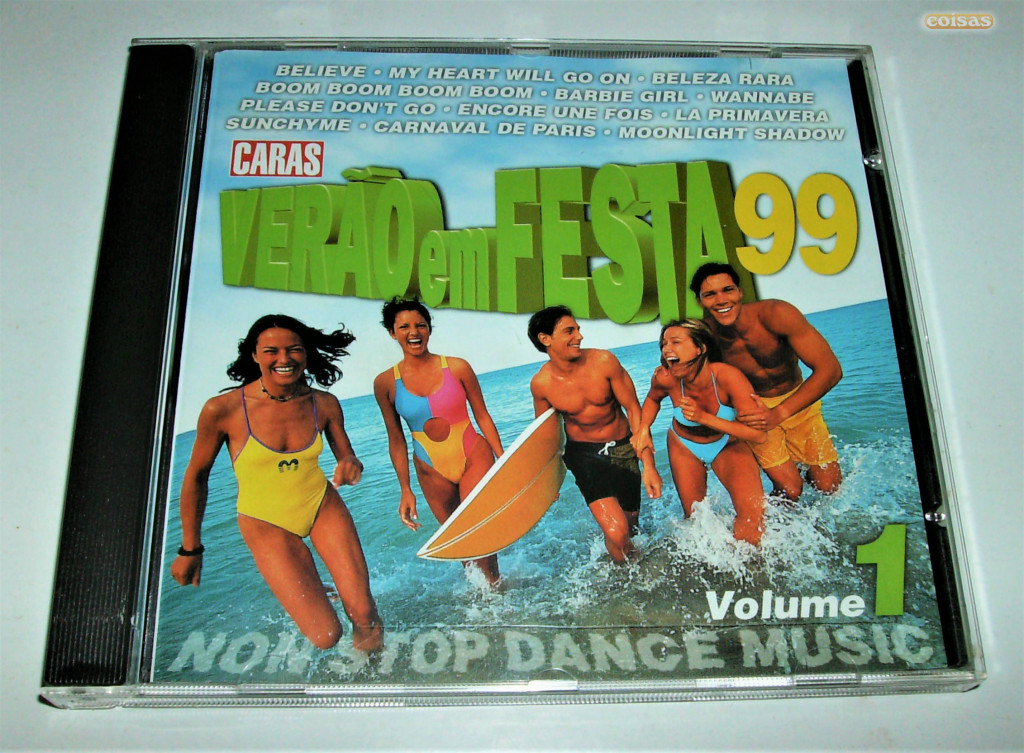 coisas
BELIEVE • MY HEART WILL GO ON • BELEZA RARA
BOOM BOOM BOOM BOOM • BARBIE GIRL • WANNABE
PLEASE DON'T GO • ENCORE UNE FOIS • LA PRIMAVERA
SUNCHYME • CARNAVAL DE PARIS • MOONLIGHT SHADOW
CARAS
VERÃO em FESTA 99
Volume 1
NON STOP DANCE MUSIC